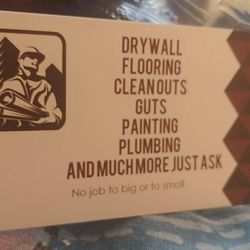 DRYWALL
FLOORING
CLEAN OUTS
GUTS
PAINTING
PLUMBING
AND MUCH MORE JUST ASK
No job to big or to small